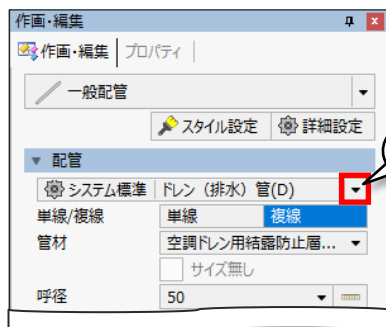 作画・編集
作画・編集 プロパティ
一般配管
スタイル設定 詳細設定
配管
システム標準 ドレン（排水）管(D)
単線/複線 単線 複線
管材 空調ドレン用結露防止層...
サイズ無し
呼径 50